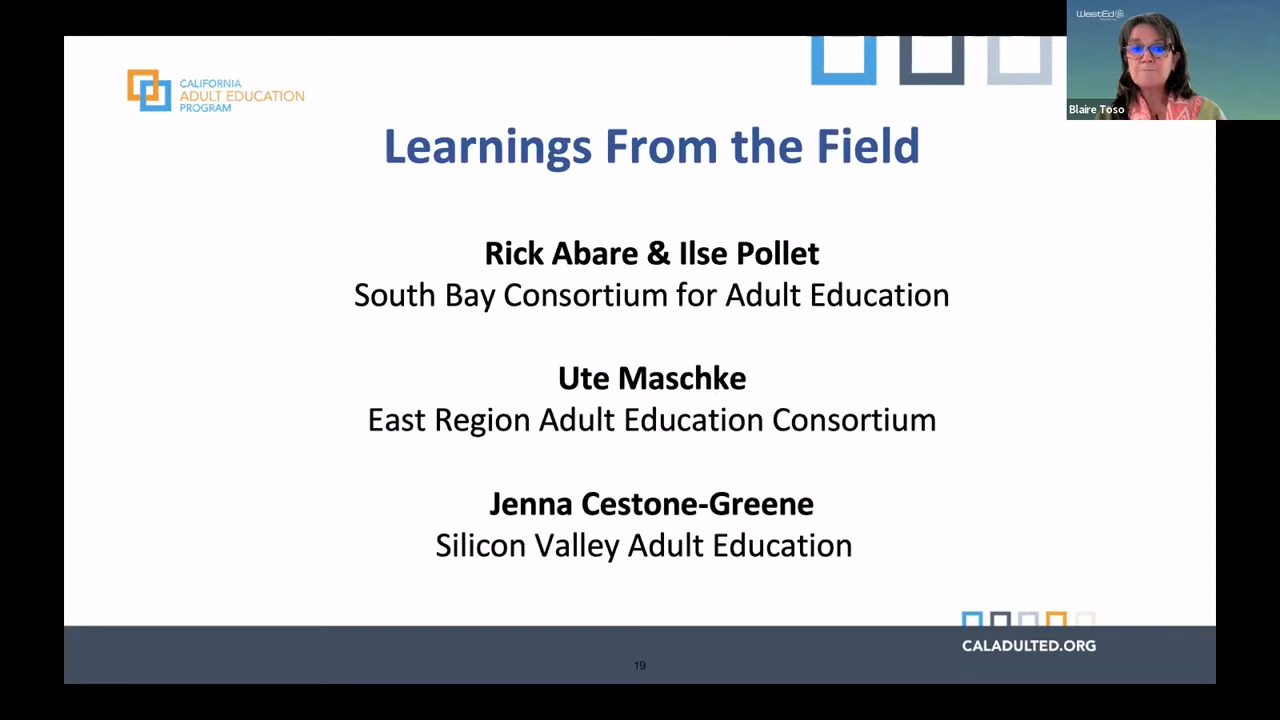 WestEd
Blaire Toso
CALIFORNIA
ADULT EDUCATION
PROGRAM
Learnings From the Field
Rick Abare & Ilse Pollet
South Bay Consortium for Adult Education
Ute Maschke
East Region Adult Education Consortium
Jenna Cestone-Greene
Silicon Valley Adult Education
CALADULTED.ORG
19